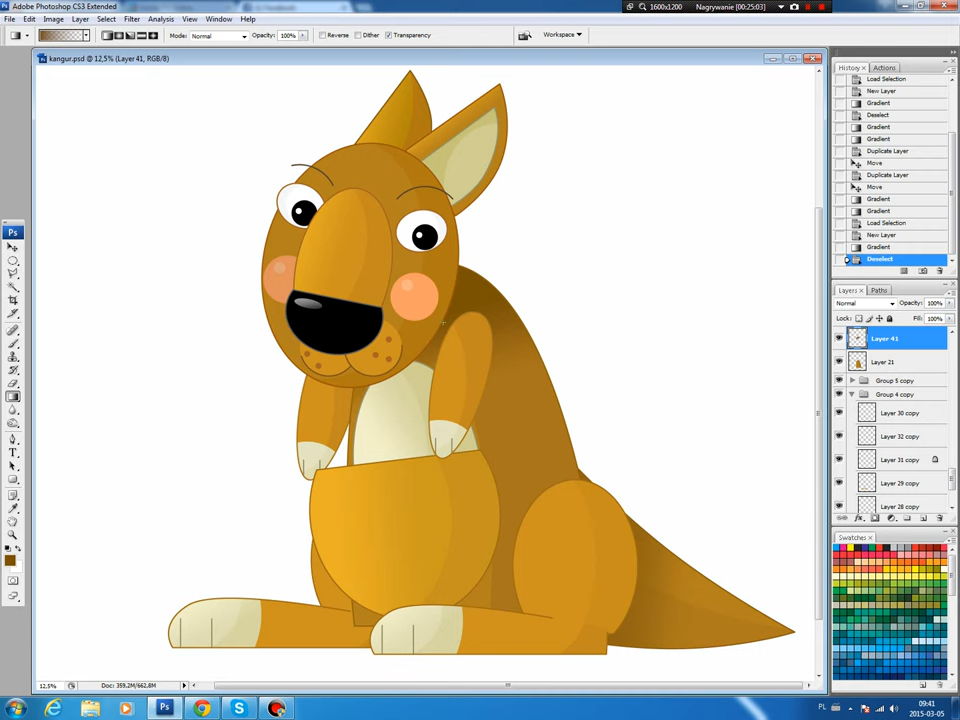 Adobe Photoshop CS3 Extended
1600x1200
Nagrywanie [00:25:03]
File Edit Image Layer Select Filter Analysis View Window Help
Mode: Normal Opacity: 100% Reverse Dither Transparency Workspace
kangur.psd @ 12,5% (Layer 41, RGB/8)
History Actions
Load Selection
New Layer
Gradient
Deselect
Gradient
Gradient
Duplicate Layer
Move
Duplicate Layer
Move
Gradient
Gradient
Load Selection
New Layer
Gradient
Deselect
Layers Paths
Normal Opacity: 100%
Lock: Fill: 100%
Layer 41
Layer 21
Group 5 copy
Group 4 copy
Layer 30 copy
Layer 32 copy
Layer 31 copy
Layer 29 copy
Layer 28 copy
Swatches
Ps
T
12,5% Doc: 359,2M/662,8M
Ps
S
PL
09:41
2015-03-05